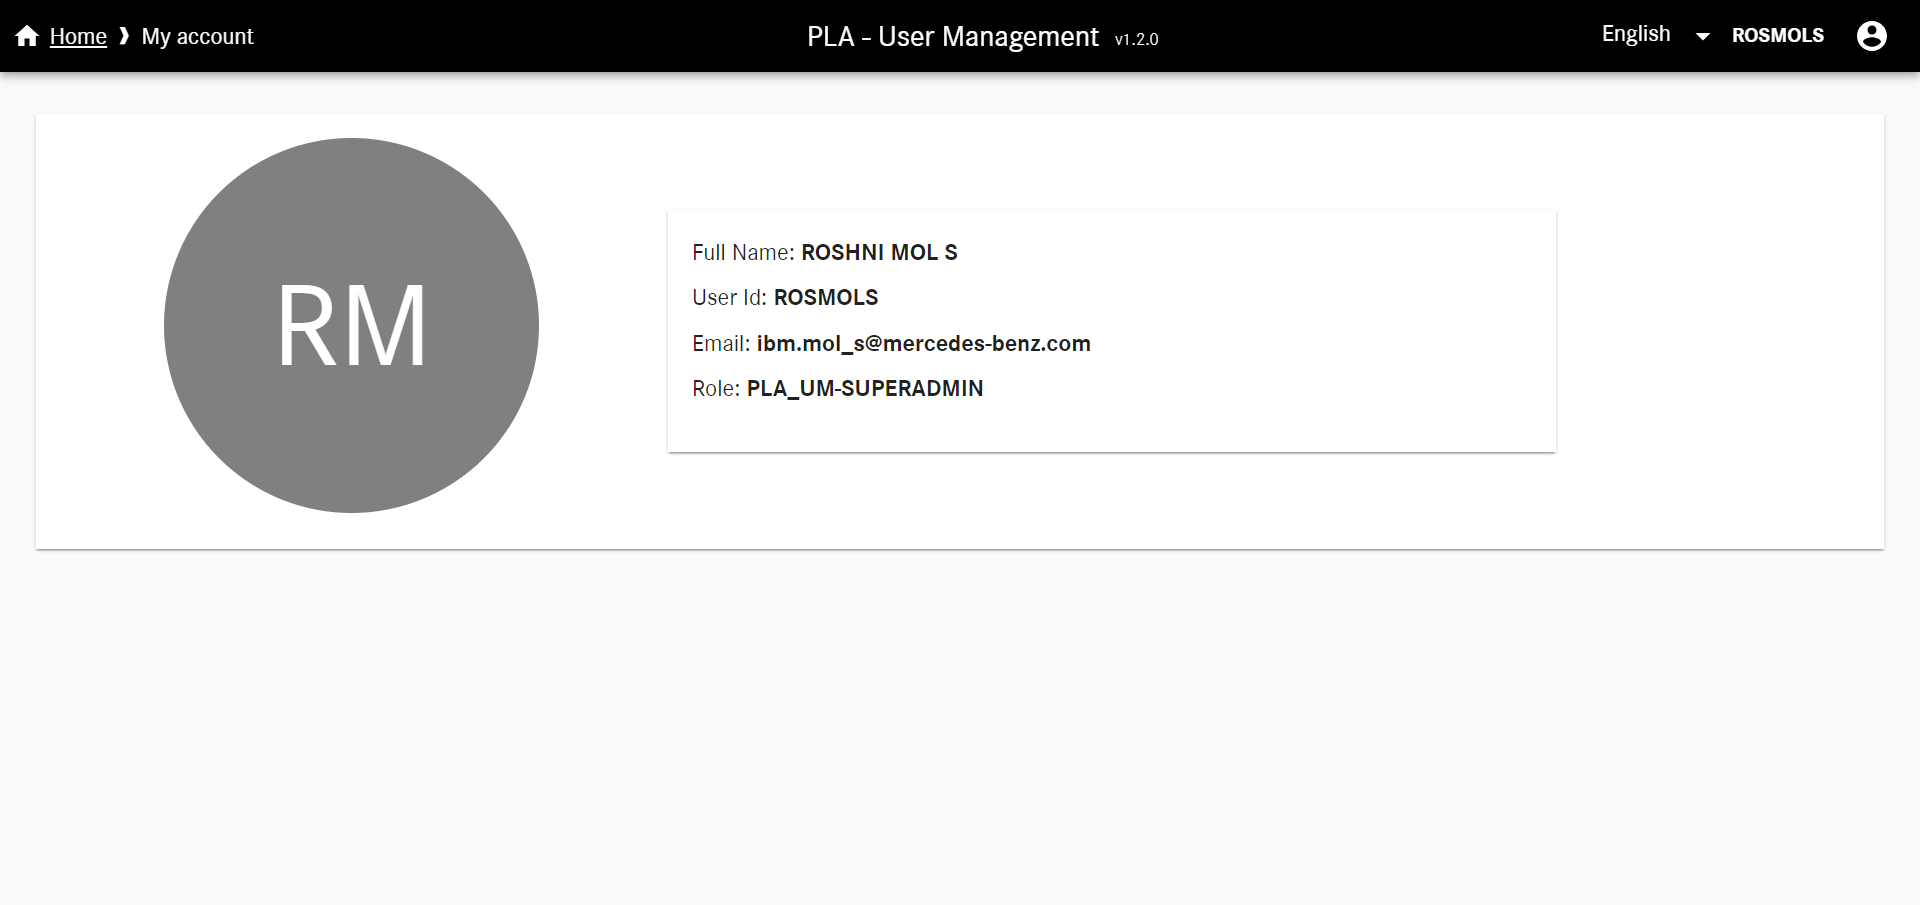 Home ❱ My account
PLA - User Management v1.2.0
English
ROSMOLS
RM
Full Name: ROSHNI MOL S
User Id: ROSMOLS
Email: ibm.mol_s@mercedes-benz.com
Role: PLA_UM-SUPERADMIN